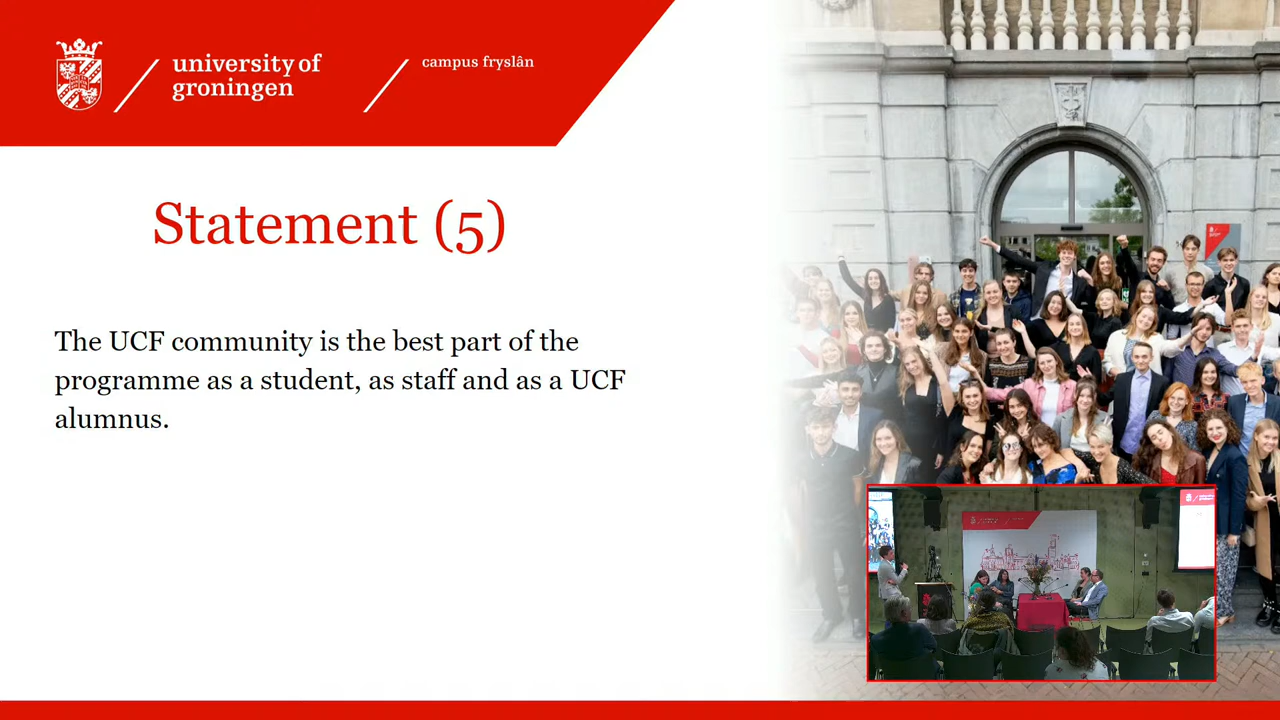 university of
groningen
campus fryslân
Statement (5)
The UCF community is the best part of the
programme as a student, as staff and as a UCF
alumnus.